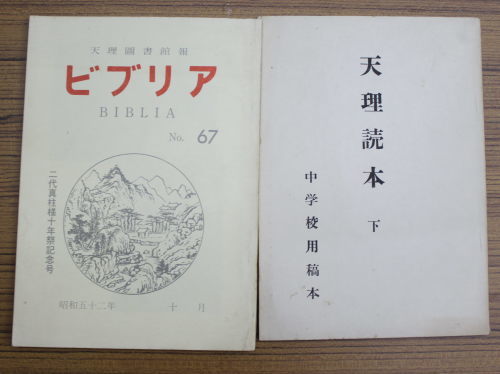 天理圖書館報
ビブリア
BIBLIA
No. 67
二代真柱様十年祭記念号
昭和五十二年 十月
天理読本 下
中学校用稿本